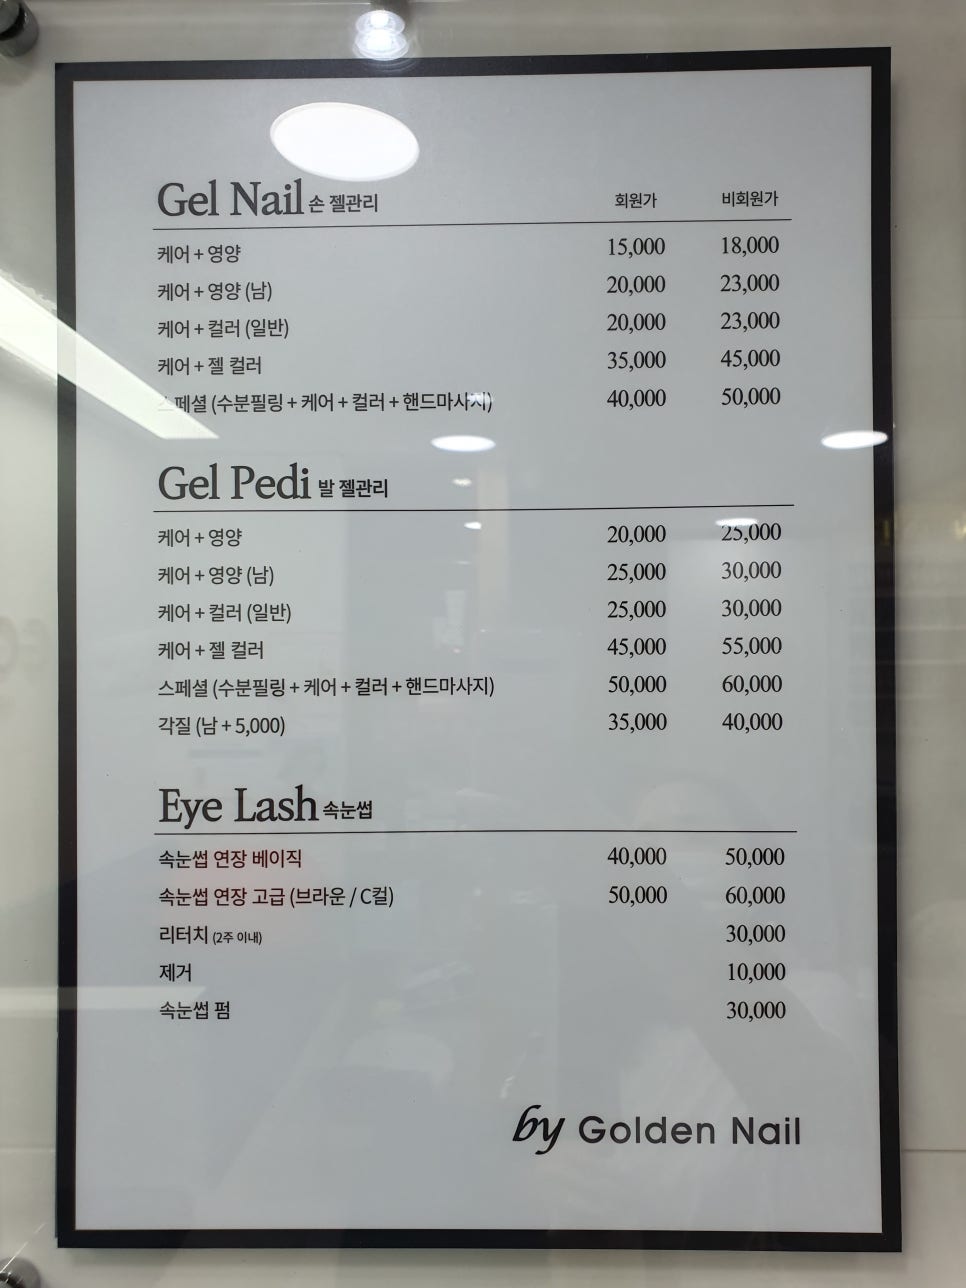 Gel Nail 손 젤관리 회원가 비회원가
케어 + 영양 15,000 18,000
케어 + 영양 (남) 20,000 23,000
케어 + 컬러 (일반) 20,000 23,000
케어 + 젤 컬러 35,000 45,000
스페셜 (수분필링 + 케어 + 컬러 + 핸드마사지) 40,000 50,000
Gel Pedi 발 젤관리
케어 + 영양 20,000 25,000
케어 + 영양 (남) 25,000 30,000
케어 + 컬러 (일반) 25,000 30,000
케어 + 젤 컬러 45,000 55,000
스페셜 (수분필링 + 케어 + 컬러 + 핸드마사지) 50,000 60,000
각질 (남 + 5,000) 35,000 40,000
Eye Lash 속눈썹
속눈썹 연장 베이직 40,000 50,000
속눈썹 연장 고급 (브라운 / C컬) 50,000 60,000
리터치 (2주 이내) 30,000
제거 10,000
속눈썹 펌 30,000
by Golden Nail